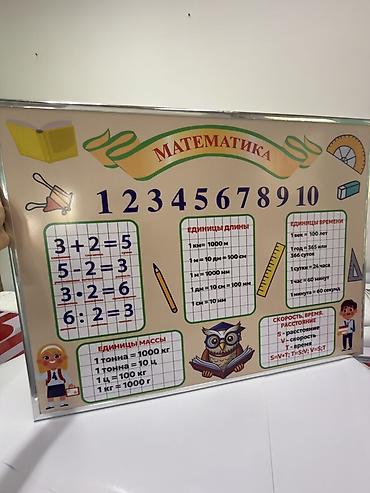 МАТЕМАТИКА
1 2 3 4 5 6 7 8 9 10
3 + 2 = 5
5 - 2 = 3
3 · 2 = 6
6 : 2 = 3
ЕДИНИЦЫ ДЛИНЫ
1 км= 1000 м
1 м = 10 дм = 100 см
1 м = 1000 мм
1 дм = 10 см = 100 мм
1 см = 10 мм
ЕДИНИЦЫ ВРЕМЕНИ
1 век = 100 лет
1 год = 365 или
366 суток
1 сутки = 24 часа
1 час = 60 минут
1 минута = 60 секунд
ЕДИНИЦЫ МАССЫ
1 тонна = 1000 кг
1 тонна = 10 ц
1 ц = 100 кг
1 кг = 1000 г
СКОРОСТЬ, ВРЕМЯ,
РАССТОЯНИЕ
S - расстояние
V - скорость
T - время
S=V•T; T=S:V; V=S:T